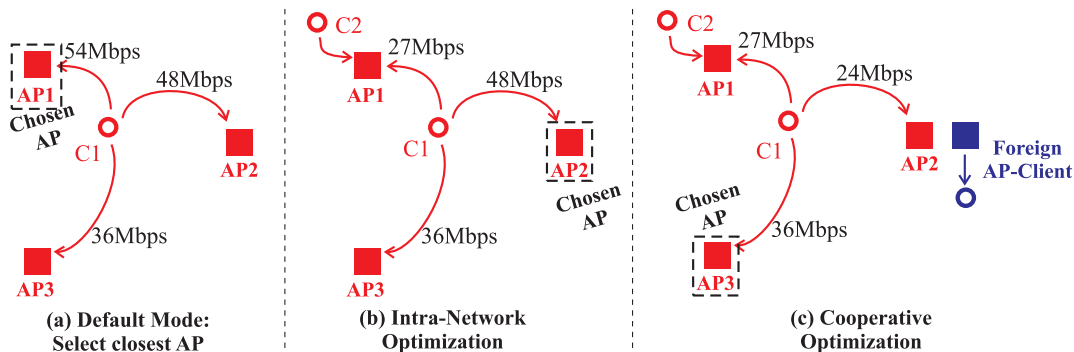 54Mbps
AP1
Chosen
AP
48Mbps
C1
AP2
36Mbps
AP3
(a) Default Mode:
Select closest AP
C2
27Mbps
AP1
48Mbps
C1
AP2
Chosen
AP
36Mbps
AP3
(b) Intra-Network
Optimization
C2
27Mbps
AP1
24Mbps
C1
AP2
Foreign
AP-Client
Chosen
AP
36Mbps
AP3
(c) Cooperative
Optimization